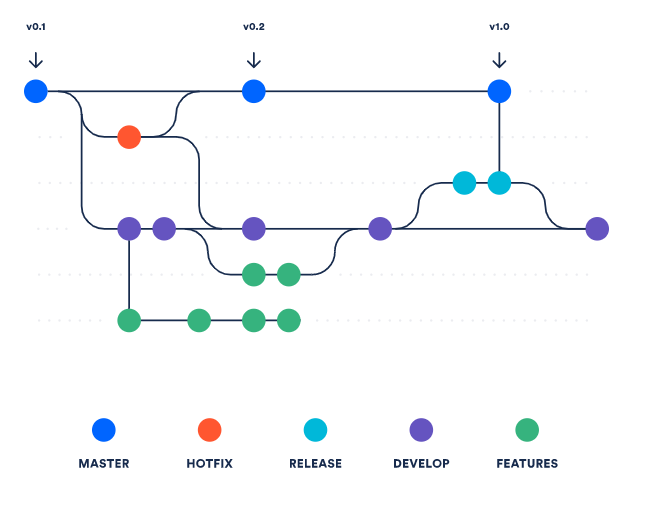 v0.1 v0.2 v1.0
MASTER HOTFIX RELEASE DEVELOP FEATURES